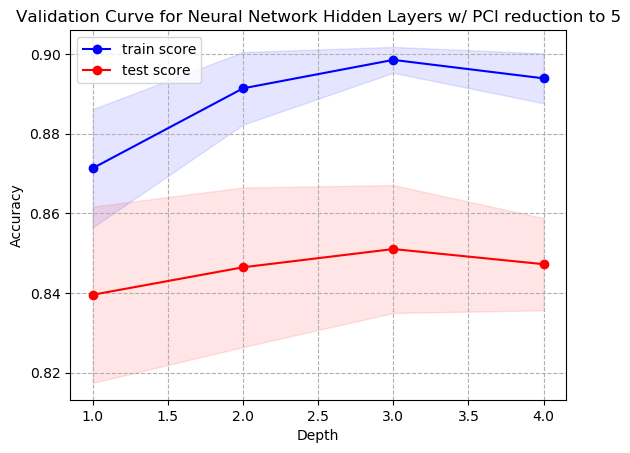 Validation Curve for Neural Network Hidden Layers w/ PCI reduction to 5
train score
test score
0.90
0.88
0.86
0.84
0.82
Accuracy
1.0 1.5 2.0 2.5 3.0 3.5 4.0
Depth